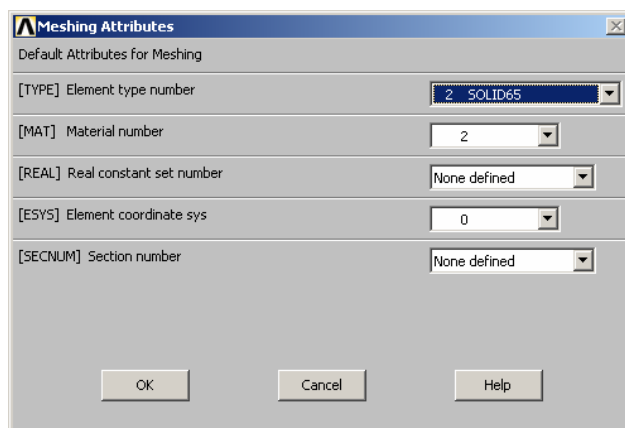 Meshing Attributes
Default Attributes for Meshing
[TYPE] Element type number 2 SOLID65
[MAT] Material number 2
[REAL] Real constant set number None defined
[ESYS] Element coordinate sys 0
[SECNUM] Section number None defined
OK Cancel Help